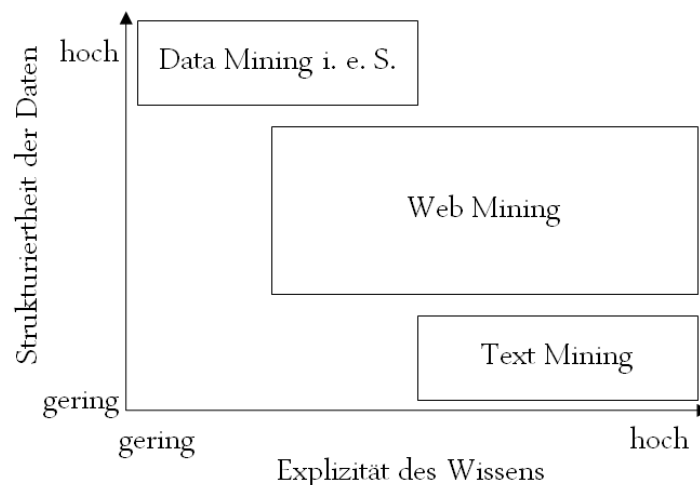 hoch
Data Mining i. e. S.
Strukturiertheit der Daten
Web Mining
Text Mining
gering
gering
hoch
Explizität des Wissens